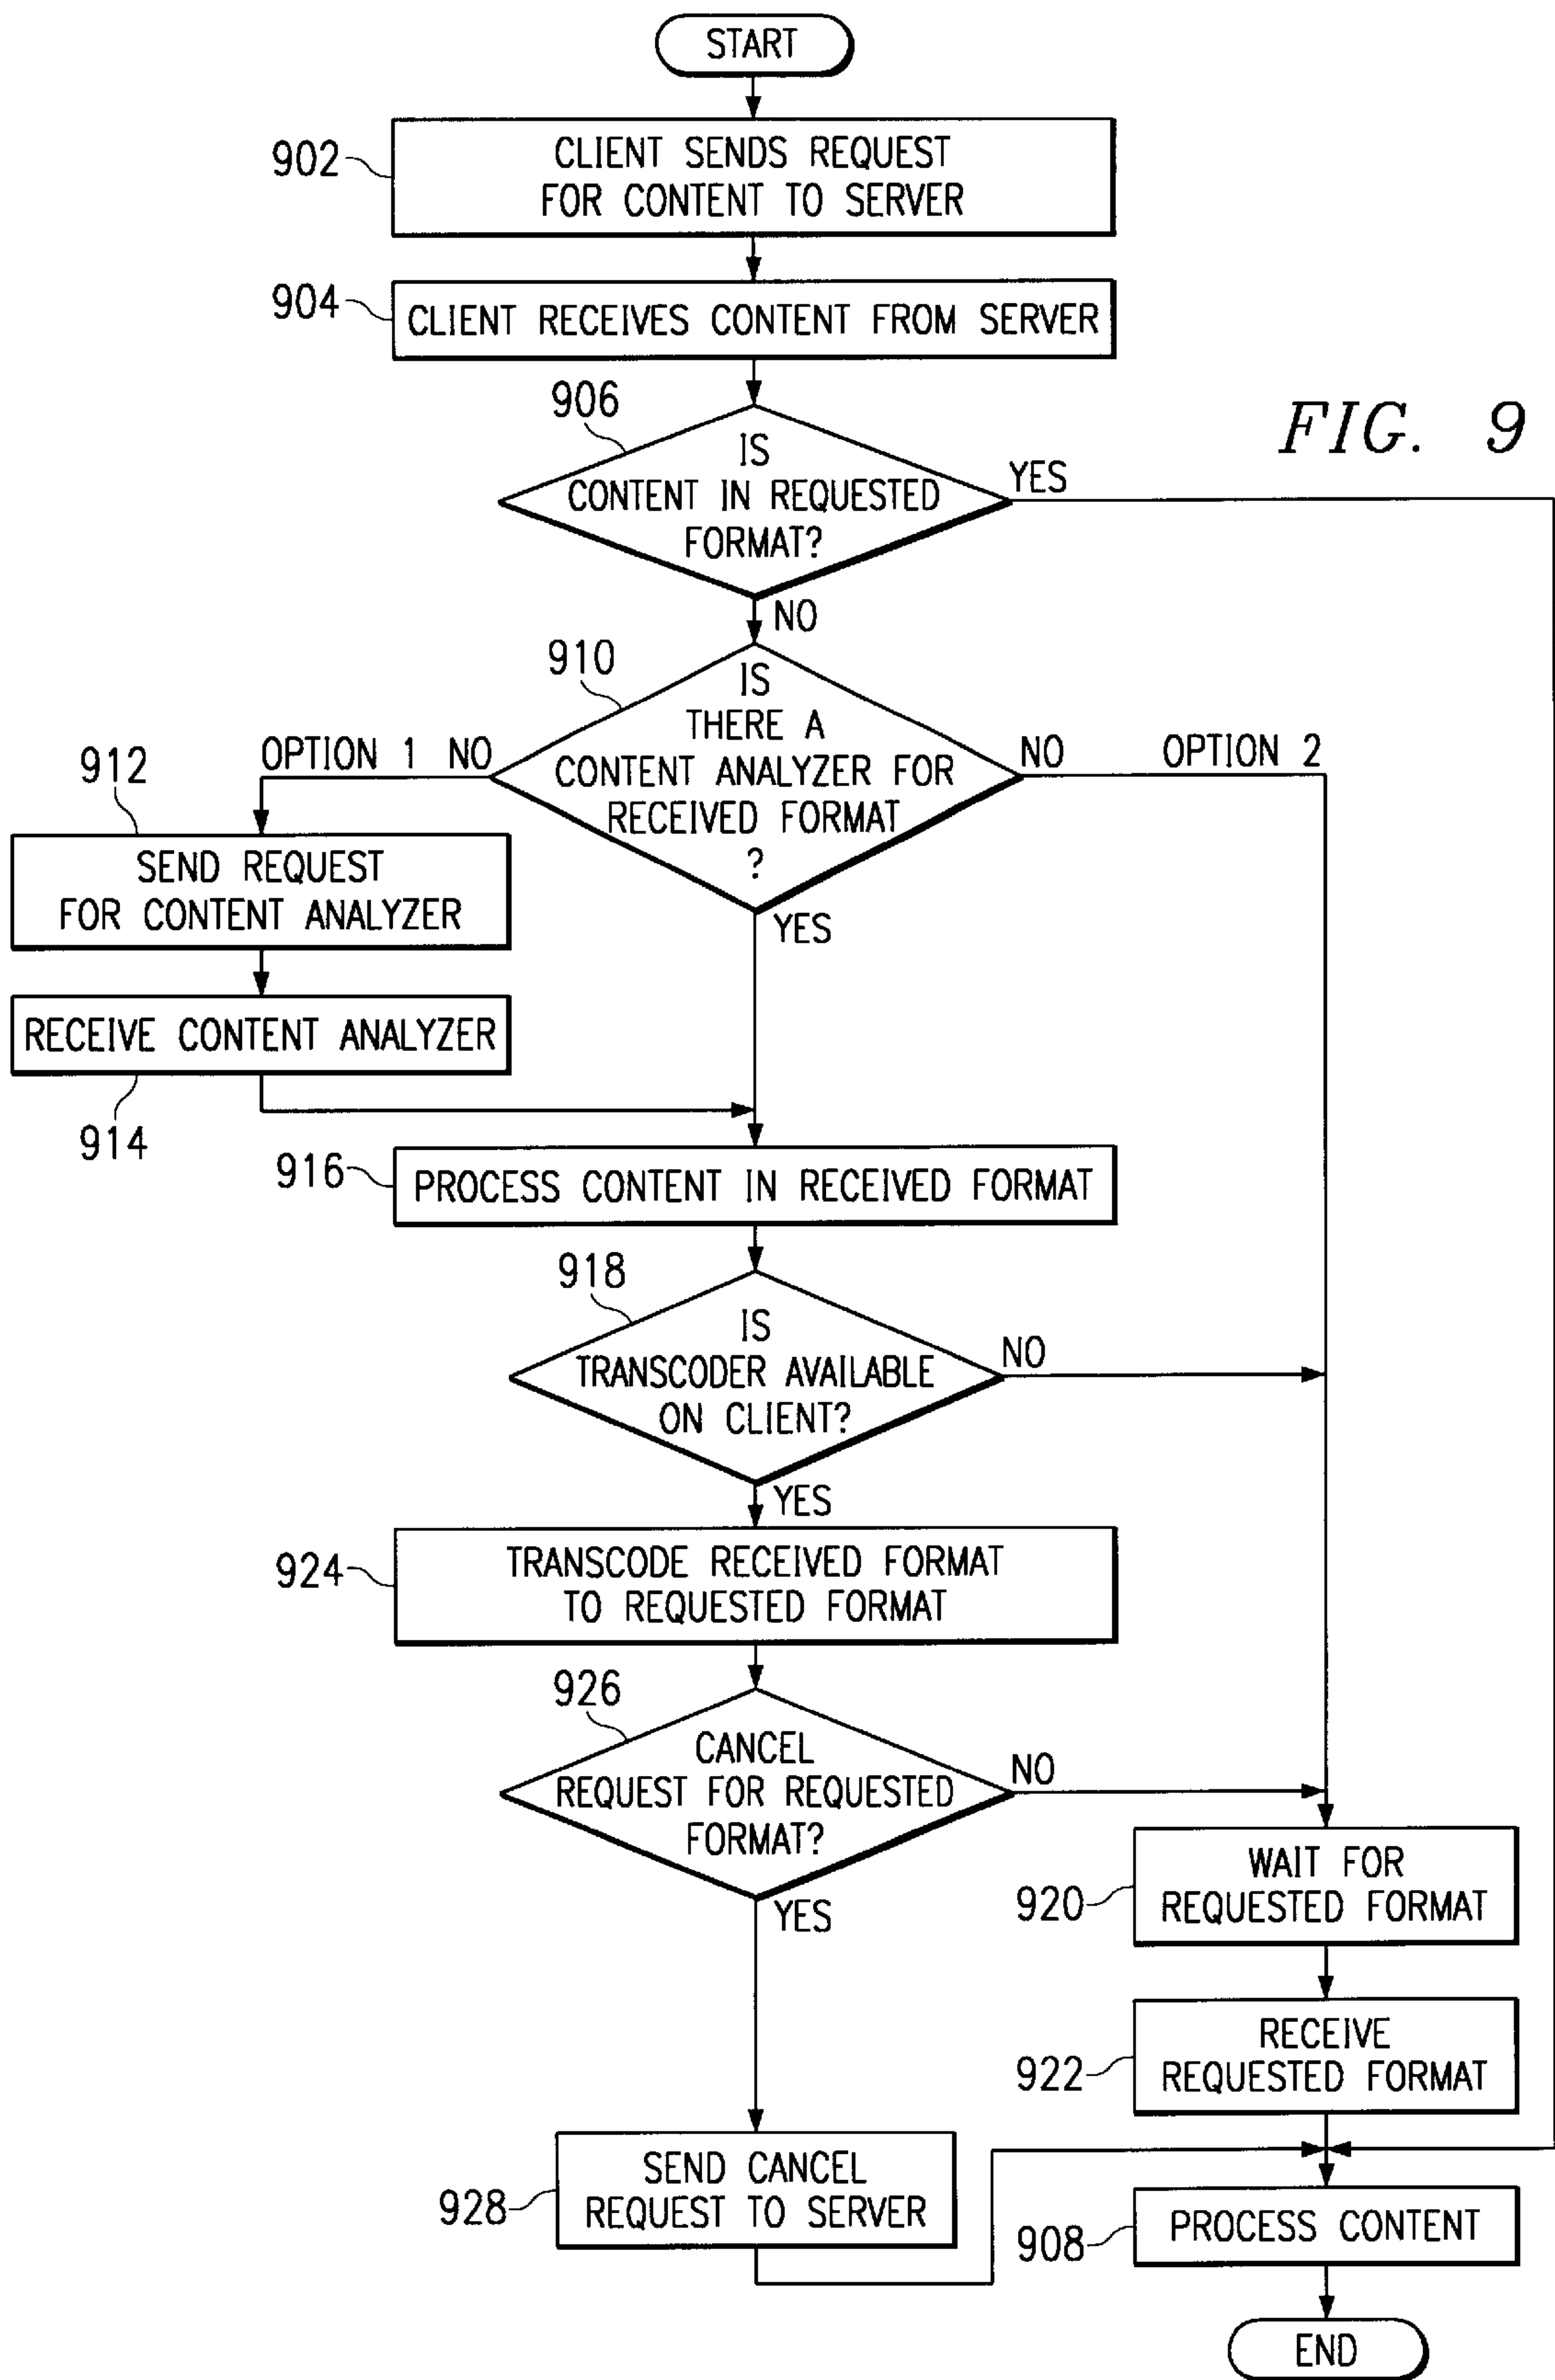 START
902
CLIENT SENDS REQUEST
FOR CONTENT TO SERVER
904
CLIENT RECEIVES CONTENT FROM SERVER
906
FIG. 9
IS
CONTENT IN REQUESTED
FORMAT?
YES
NO
910
IS
THERE A
CONTENT ANALYZER FOR
RECEIVED FORMAT
?
912
OPTION 1 NO
NO OPTION 2
SEND REQUEST
FOR CONTENT ANALYZER
YES
RECEIVE CONTENT ANALYZER
914
916
PROCESS CONTENT IN RECEIVED FORMAT
918
IS
TRANSCODER AVAILABLE
ON CLIENT?
NO
YES
924
TRANSCODE RECEIVED FORMAT
TO REQUESTED FORMAT
926
CANCEL
REQUEST FOR REQUESTED
FORMAT?
NO
YES
920
WAIT FOR
REQUESTED FORMAT
922
RECEIVE
REQUESTED FORMAT
928
SEND CANCEL
REQUEST TO SERVER
908
PROCESS CONTENT
END